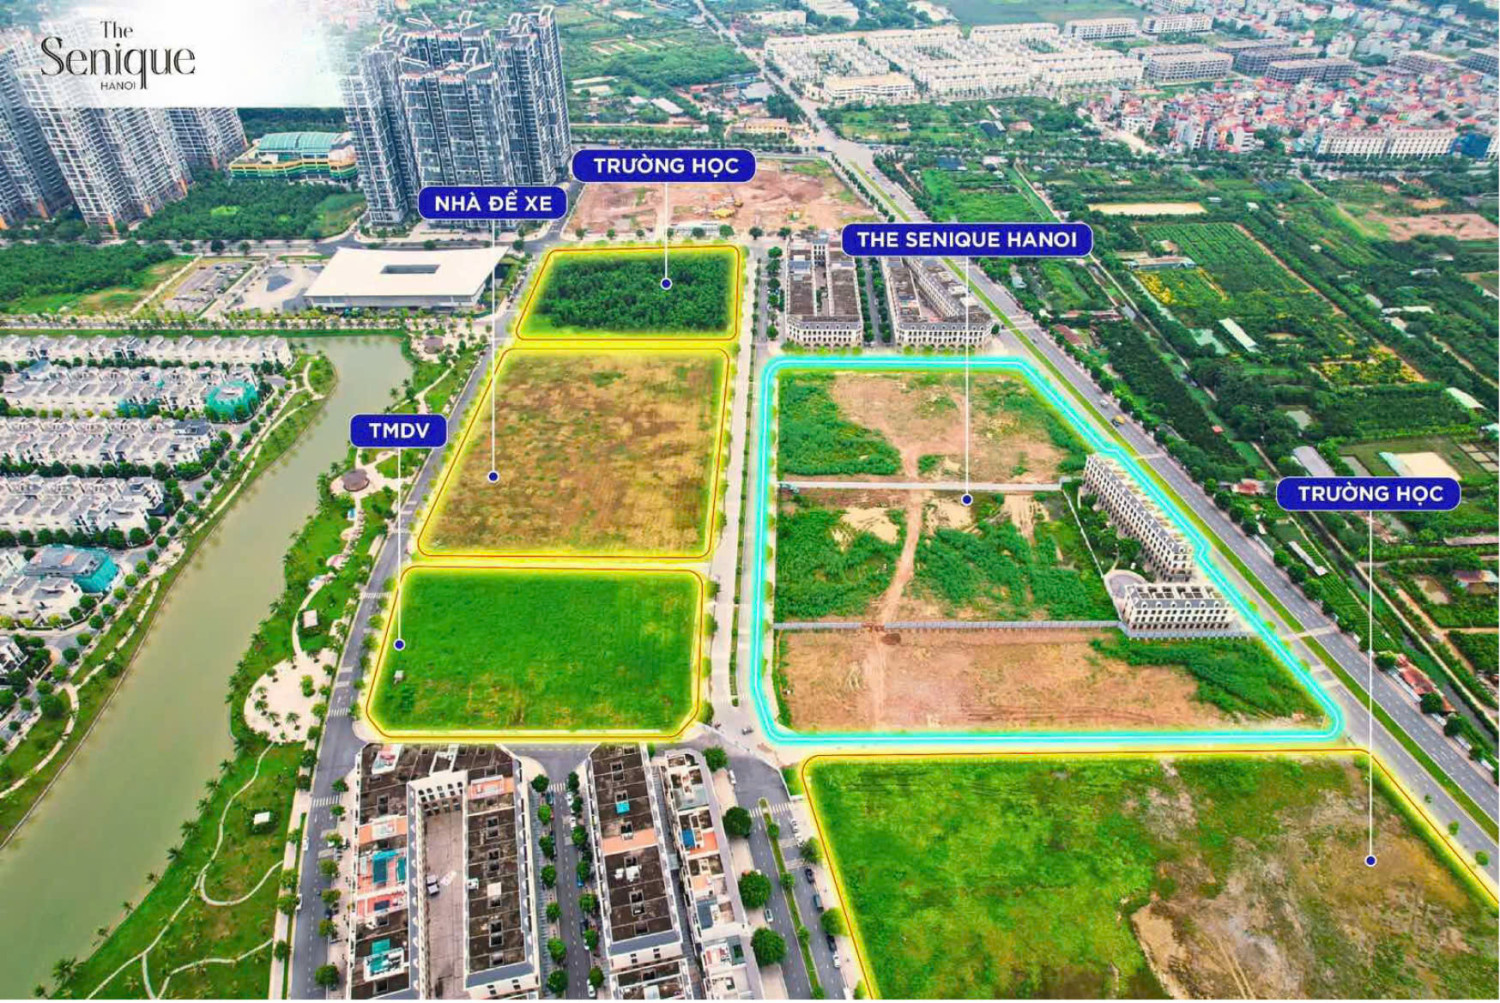 The
Senique
HANOI
TRƯỜNG HỌC
NHÀ ĐỂ XE
THE SENIQUE HANOI
TMDV
TRƯỜNG HỌC